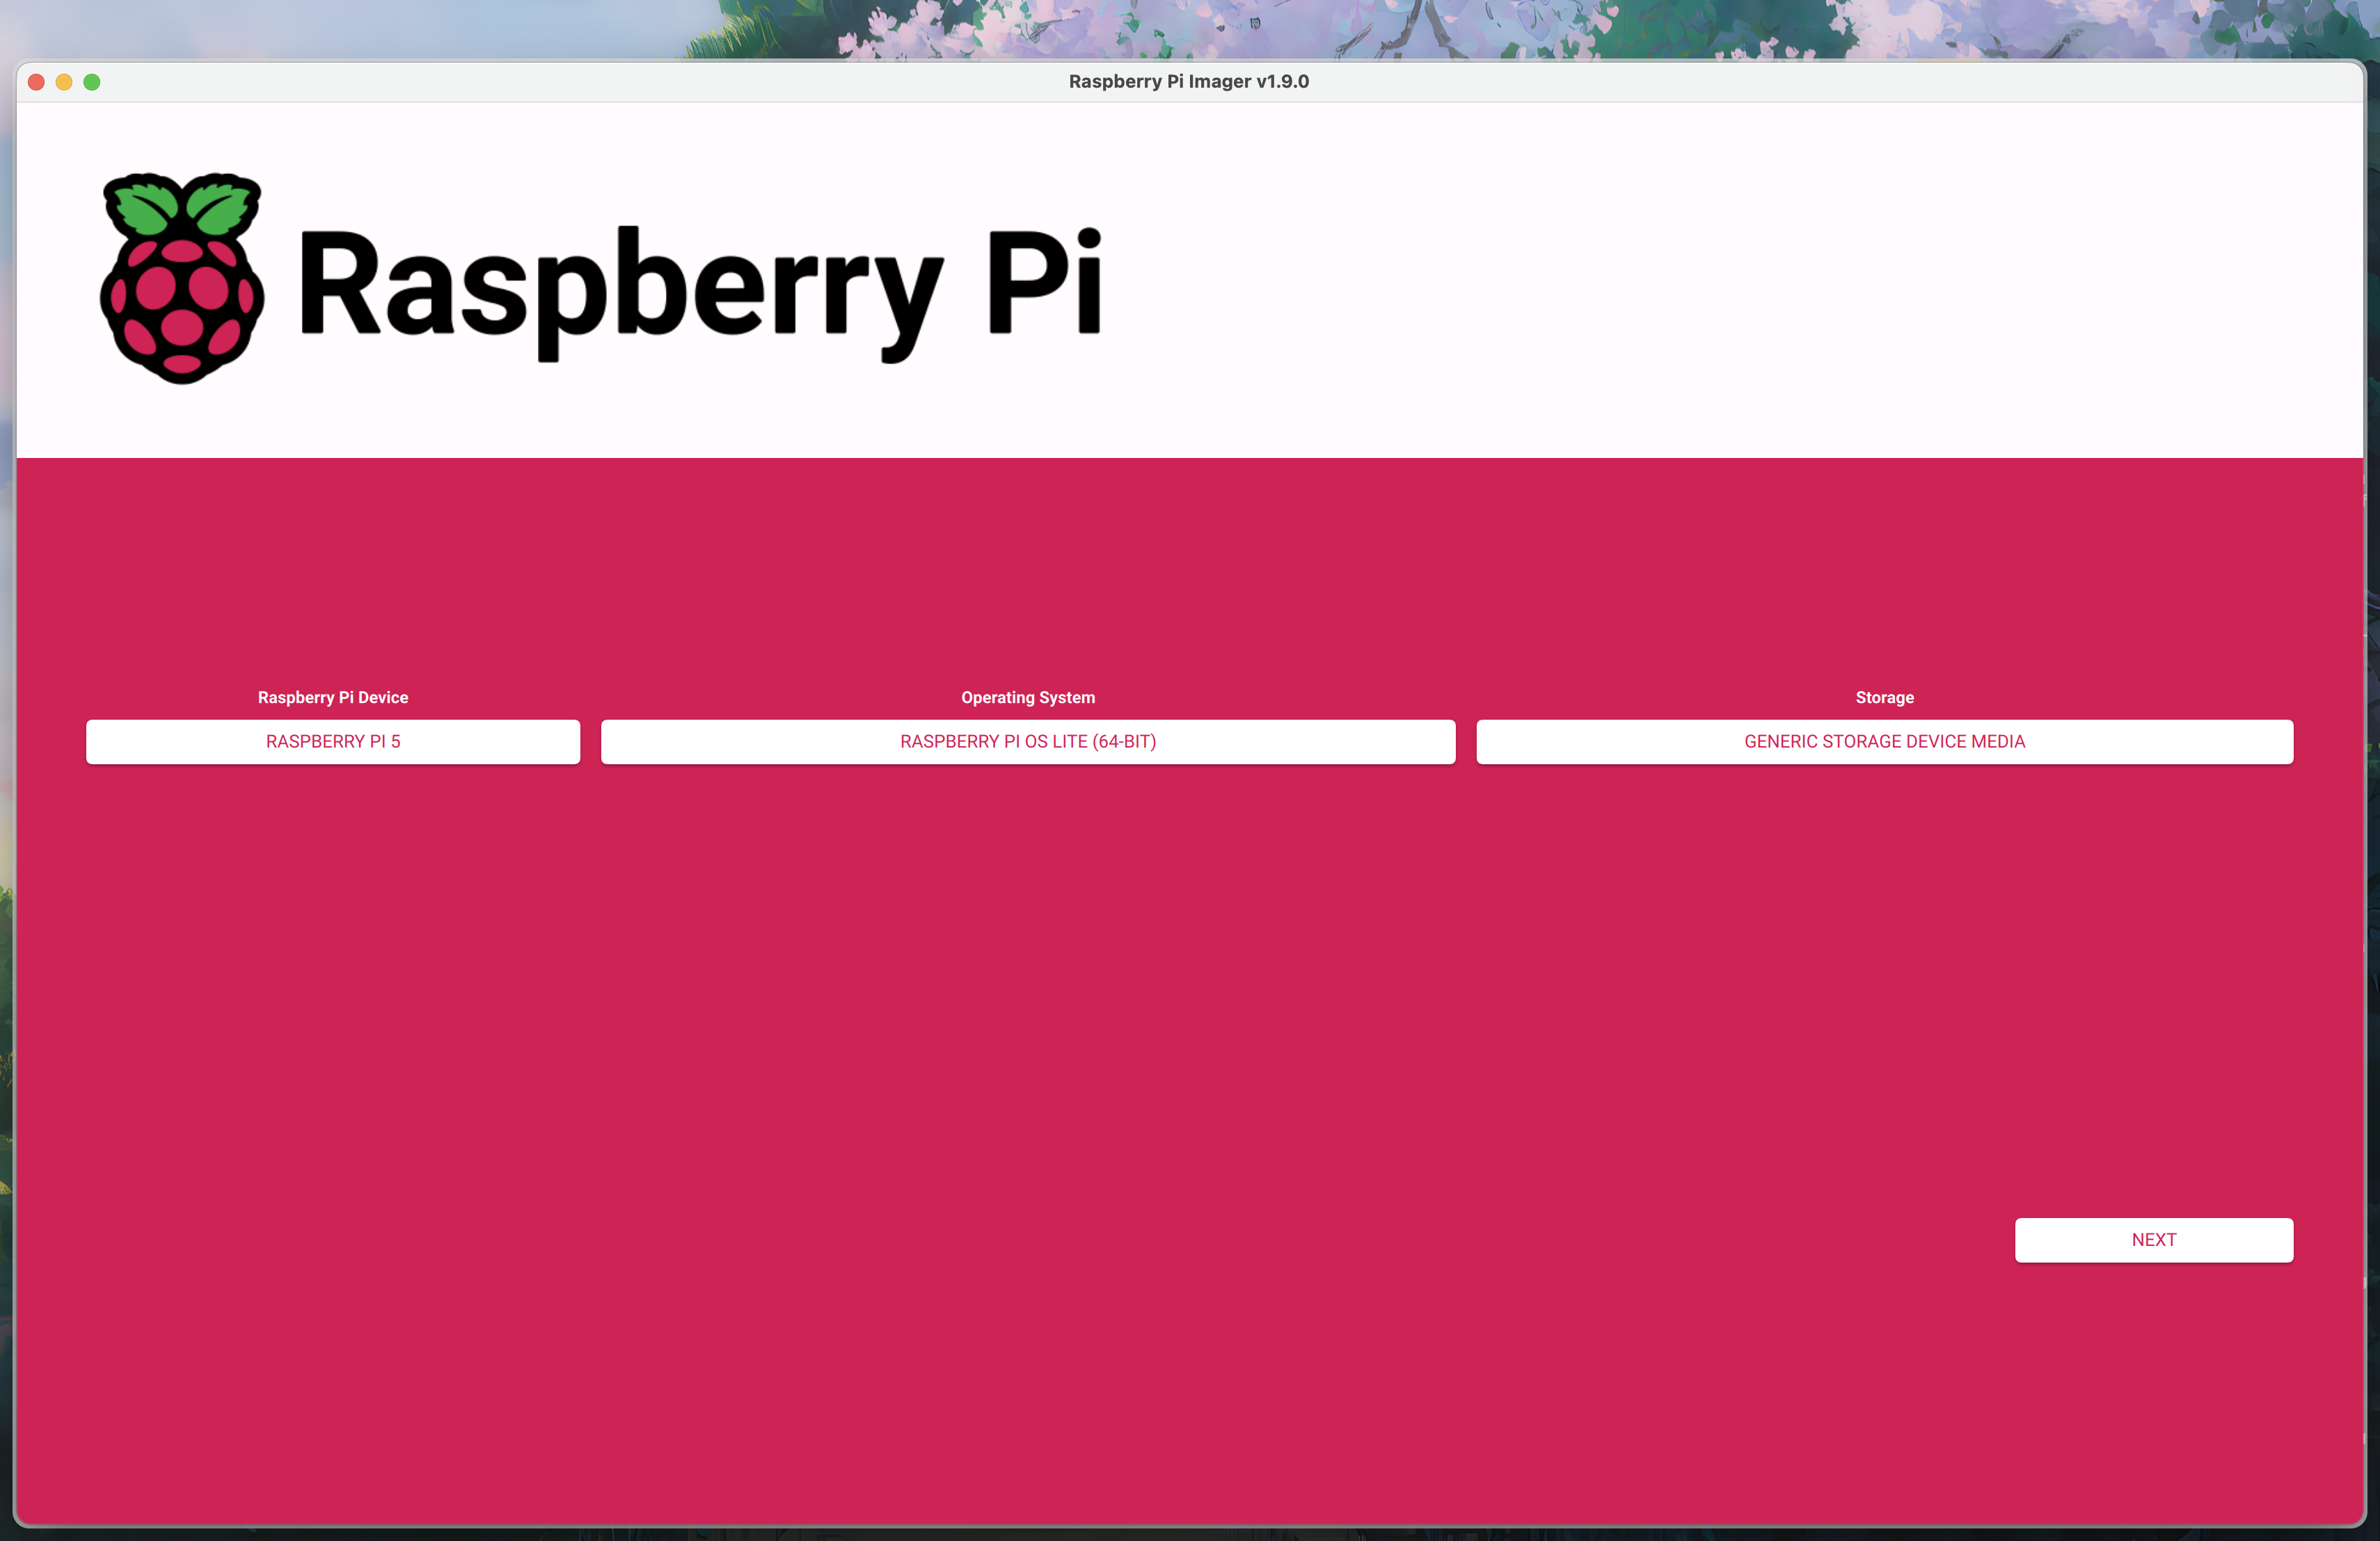 Raspberry Pi Imager v1.9.0
Raspberry Pi
Raspberry Pi Device
Operating System
Storage
RASPBERRY PI 5
RASPBERRY PI OS LITE (64-BIT)
GENERIC STORAGE DEVICE MEDIA
NEXT